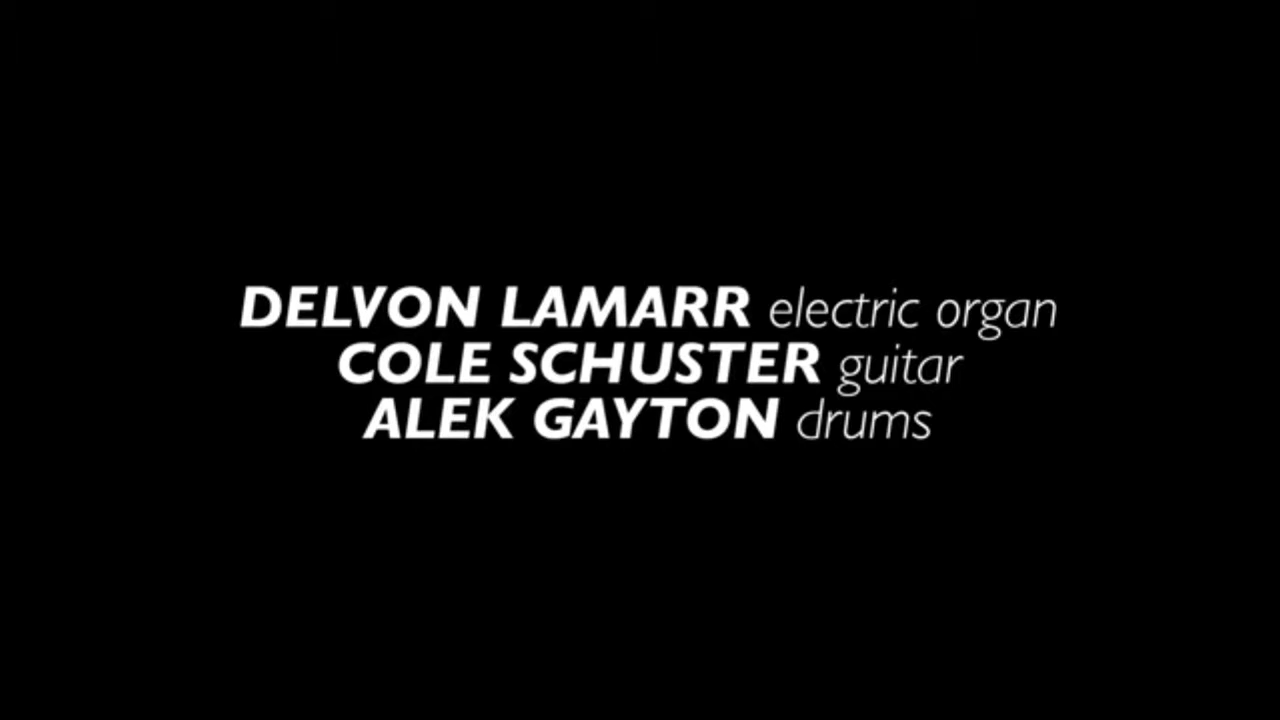 DELVON LAMARR electric organ
COLE SCHUSTER guitar
ALEK GAYTON drums